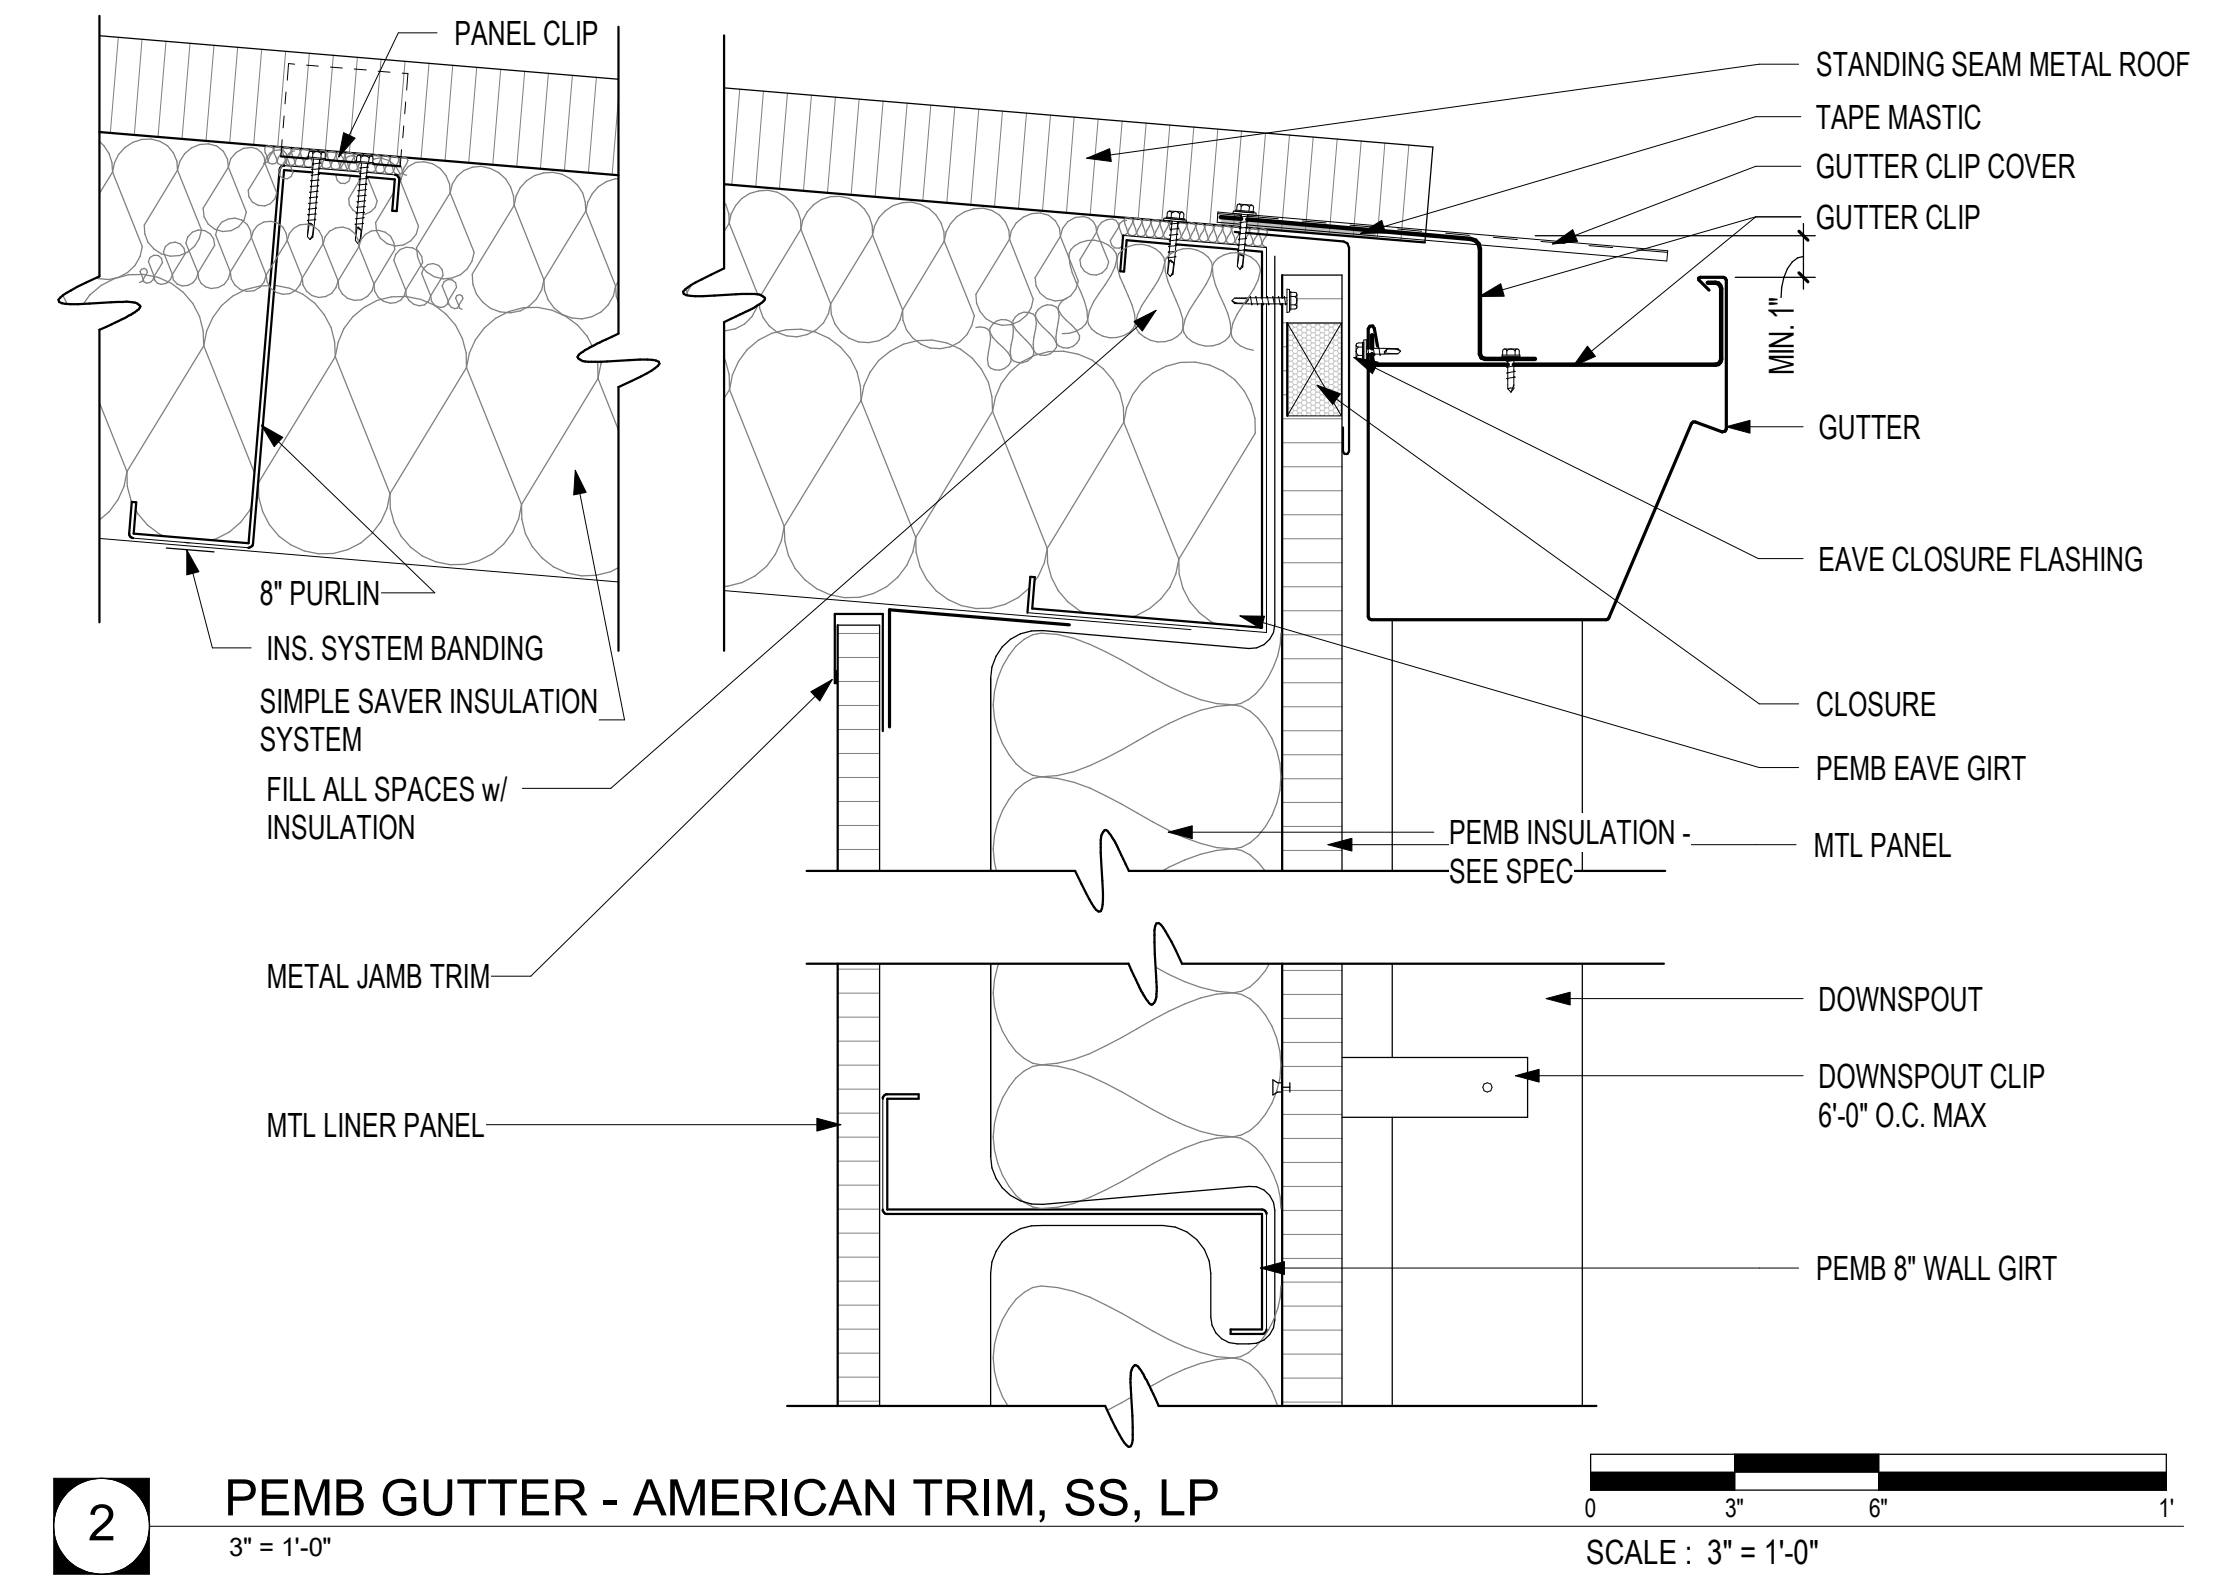 PANEL CLIP
STANDING SEAM METAL ROOF
TAPE MASTIC
GUTTER CLIP COVER
GUTTER CLIP
MIN. 1"
GUTTER
EAVE CLOSURE FLASHING
8" PURLIN
INS. SYSTEM BANDING
SIMPLE SAVER INSULATION
SYSTEM
FILL ALL SPACES w/
INSULATION
CLOSURE
PEMB EAVE GIRT
PEMB INSULATION -
SEE SPEC
MTL PANEL
METAL JAMB TRIM
DOWNSPOUT
DOWNSPOUT CLIP
6'-0" O.C. MAX
MTL LINER PANEL
PEMB 8" WALL GIRT
2
PEMB GUTTER - AMERICAN TRIM, SS, LP
3" = 1'-0"
0 3" 6" 1'
SCALE : 3" = 1'-0"